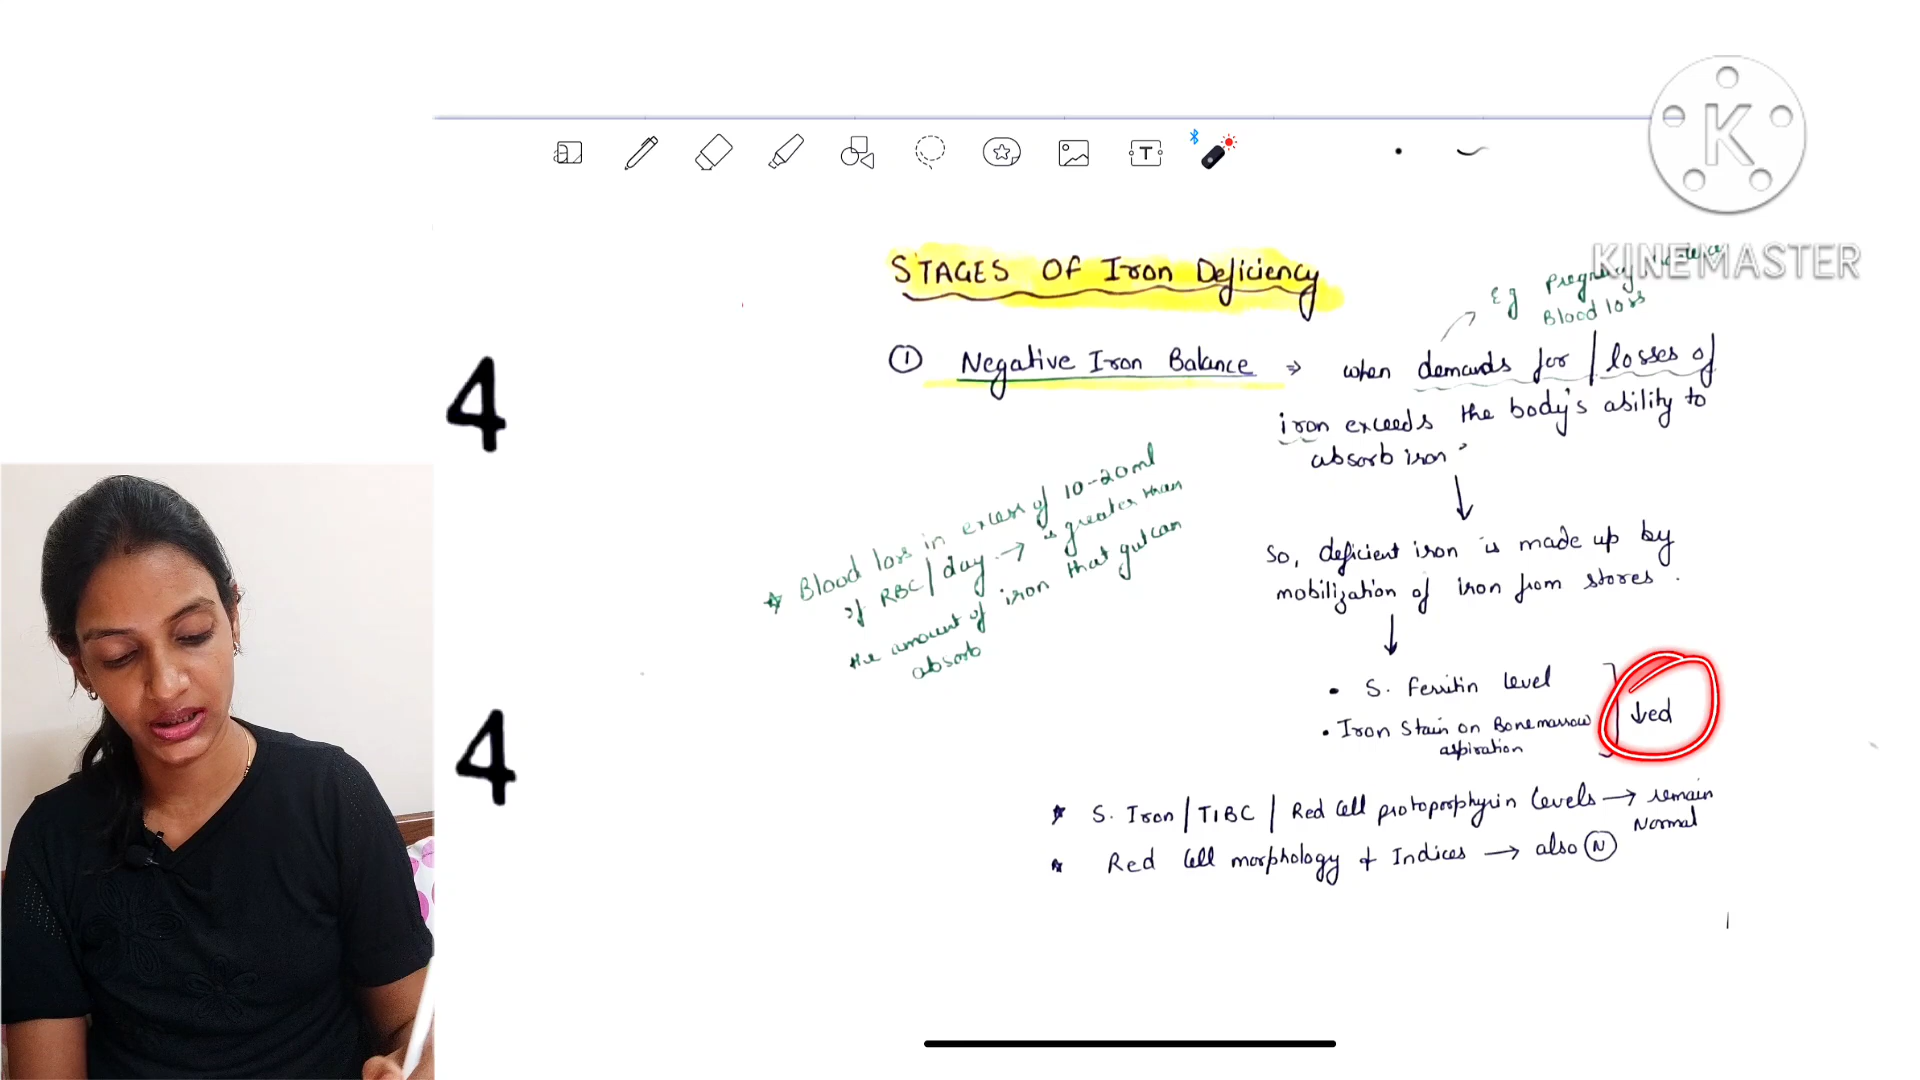 K
KINEMASTER
STAGES OF Iron Deficiency
Eg Pregnancy
Blood loss
① Negative Iron Balance ⇒ when demands for / losses of
iron exceeds the body's ability to
absorb iron
So, deficient iron is made up by
mobilization of iron from stores.
★ Blood loss in excess of 10-20ml
of RBC / day → is greater than
the amount of iron that gut can
absorb
• S. Ferritin level
↓ed
• Iron Stain on Bonemarrow
aspiration
★ S. Iron / TIBC / Red Cell protoporphyrin levels → remain
Normal
★ Red Cell morphology & Indices → also Ⓝ
4
4
T